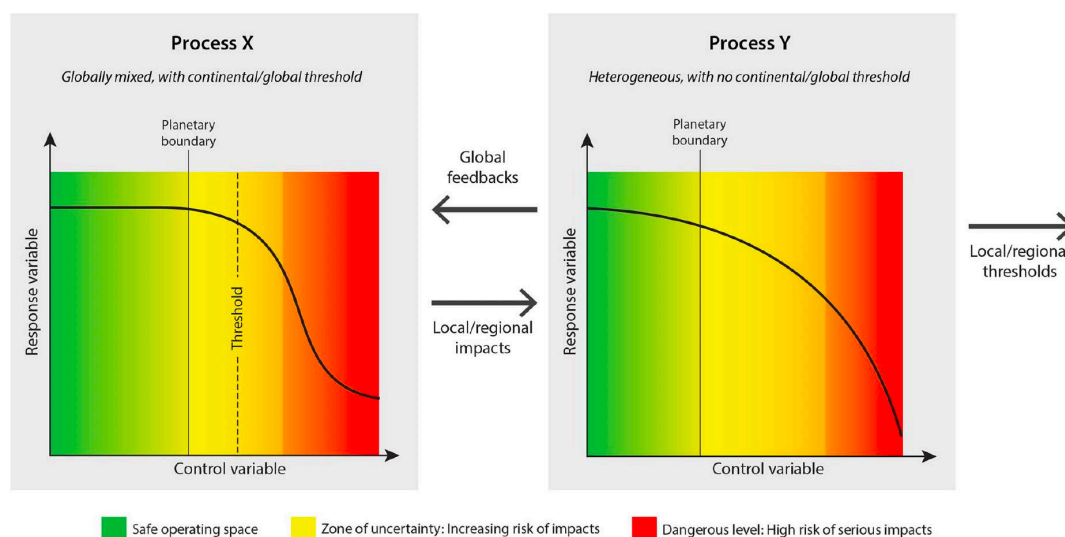 Process X
Globally mixed, with continental/global threshold
Planetary
boundary
Response variable
Threshold
Control variable
Global
feedbacks
Local/regional
impacts
Process Y
Heterogeneous, with no continental/global threshold
Planetary
boundary
Response variable
Control variable
Local/regional
thresholds
Safe operating space
Zone of uncertainty: Increasing risk of impacts
Dangerous level: High risk of serious impacts